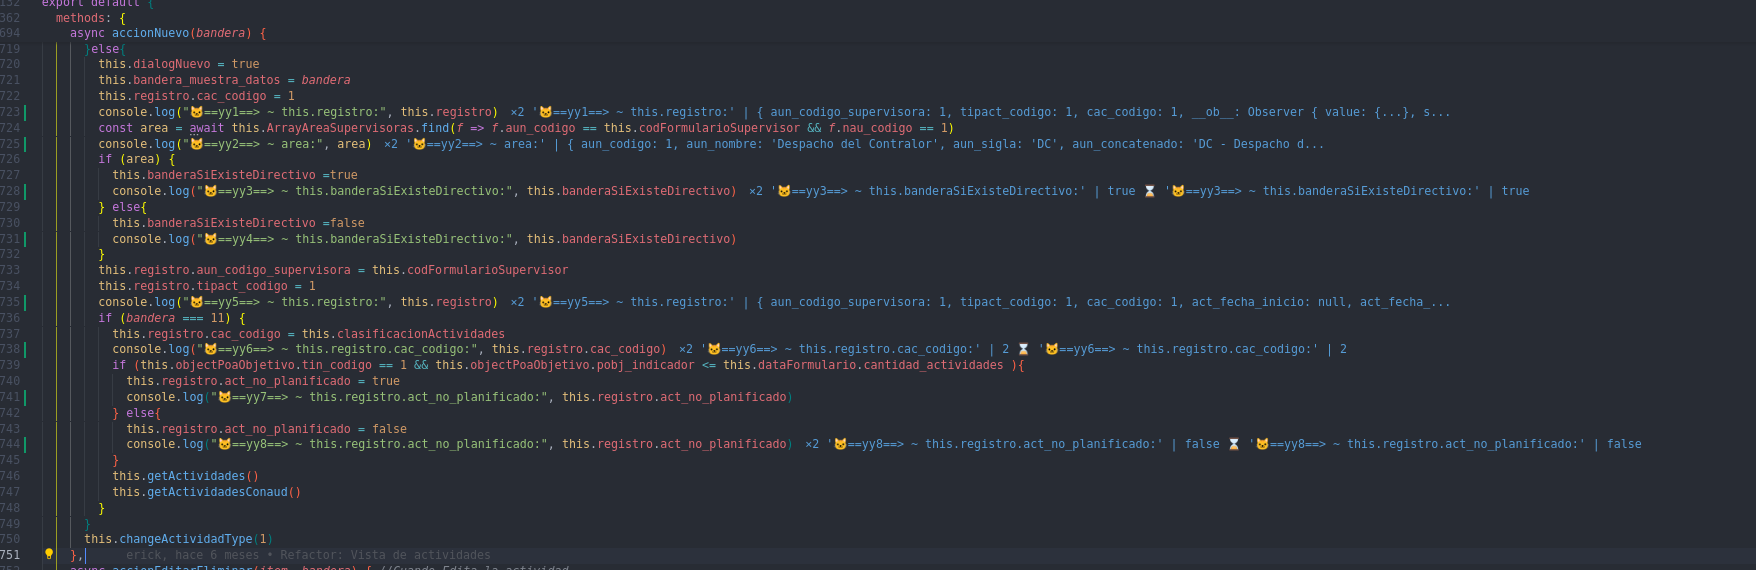 132 export default {
362 methods: {
694 async accionNuevo(bandera) {
719 }else{
720 this.dialogNuevo = true
721 this.bandera_muestra_datos = bandera
722 this.registro.cac_codigo = 1
723 console.log("🐱==yy1==> ~ this.registro:", this.registro) ×2 '🐱==yy1==> ~ this.registro:' | { aun_codigo_supervisora: 1, tipact_codigo: 1, cac_codigo: 1, __ob__: Observer { value: {...}, s...
724 const area = await this.ArrayAreaSupervisoras.find(f => f.aun_codigo == this.codFormularioSupervisor && f.nau_codigo == 1)
725 console.log("🐱==yy2==> ~ area:", area) ×2 '🐱==yy2==> ~ area:' | { aun_codigo: 1, aun_nombre: 'Despacho del Contralor', aun_sigla: 'DC', aun_concatenado: 'DC - Despacho d...
726 if (area) {
727 this.banderaSiExisteDirectivo =true
728 console.log("🐱==yy3==> ~ this.banderaSiExisteDirectivo:", this.banderaSiExisteDirectivo) ×2 '🐱==yy3==> ~ this.banderaSiExisteDirectivo:' | true ⌛ '🐱==yy3==> ~ this.banderaSiExisteDirectivo:' | true
729 } else{
730 this.banderaSiExisteDirectivo =false
731 console.log("🐱==yy4==> ~ this.banderaSiExisteDirectivo:", this.banderaSiExisteDirectivo)
732 }
733 this.registro.aun_codigo_supervisora = this.codFormularioSupervisor
734 this.registro.tipact_codigo = 1
735 console.log("🐱==yy5==> ~ this.registro:", this.registro) ×2 '🐱==yy5==> ~ this.registro:' | { aun_codigo_supervisora: 1, tipact_codigo: 1, cac_codigo: 1, act_fecha_inicio: null, act_fecha_...
736 if (bandera === 11) {
737 this.registro.cac_codigo = this.clasificacionActividades
738 console.log("🐱==yy6==> ~ this.registro.cac_codigo:", this.registro.cac_codigo) ×2 '🐱==yy6==> ~ this.registro.cac_codigo:' | 2 ⌛ '🐱==yy6==> ~ this.registro.cac_codigo:' | 2
739 if (this.objectPoaObjetivo.tin_codigo == 1 && this.objectPoaObjetivo.pobj_indicador <= this.dataFormulario.cantidad_actividades ){
740 this.registro.act_no_planificado = true
741 console.log("🐱==yy7==> ~ this.registro.act_no_planificado:", this.registro.act_no_planificado)
742 } else{
743 this.registro.act_no_planificado = false
744 console.log("🐱==yy8==> ~ this.registro.act_no_planificado:", this.registro.act_no_planificado) ×2 '🐱==yy8==> ~ this.registro.act_no_planificado:' | false ⌛ '🐱==yy8==> ~ this.registro.act_no_planificado:' | false
745 }
746 this.getActividades()
747 this.getActividadesConaud()
748 }
749 }
750 this.changeActividadType(1)
751 }, erick, hace 6 meses • Refactor: Vista de actividades
752 async accionEditarEliminar(item, bandera) { //Cuando Edita la actividad